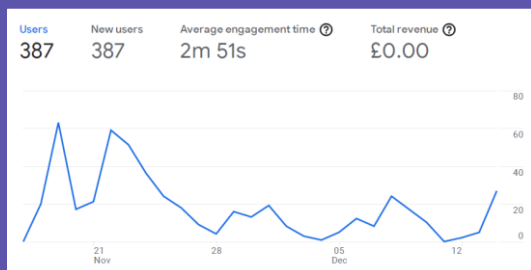 Users New users Average engagement time ? Total revenue ?
387 387 2m 51s £0.00
80
60
40
20
0
21 28 05 12
Nov Dec